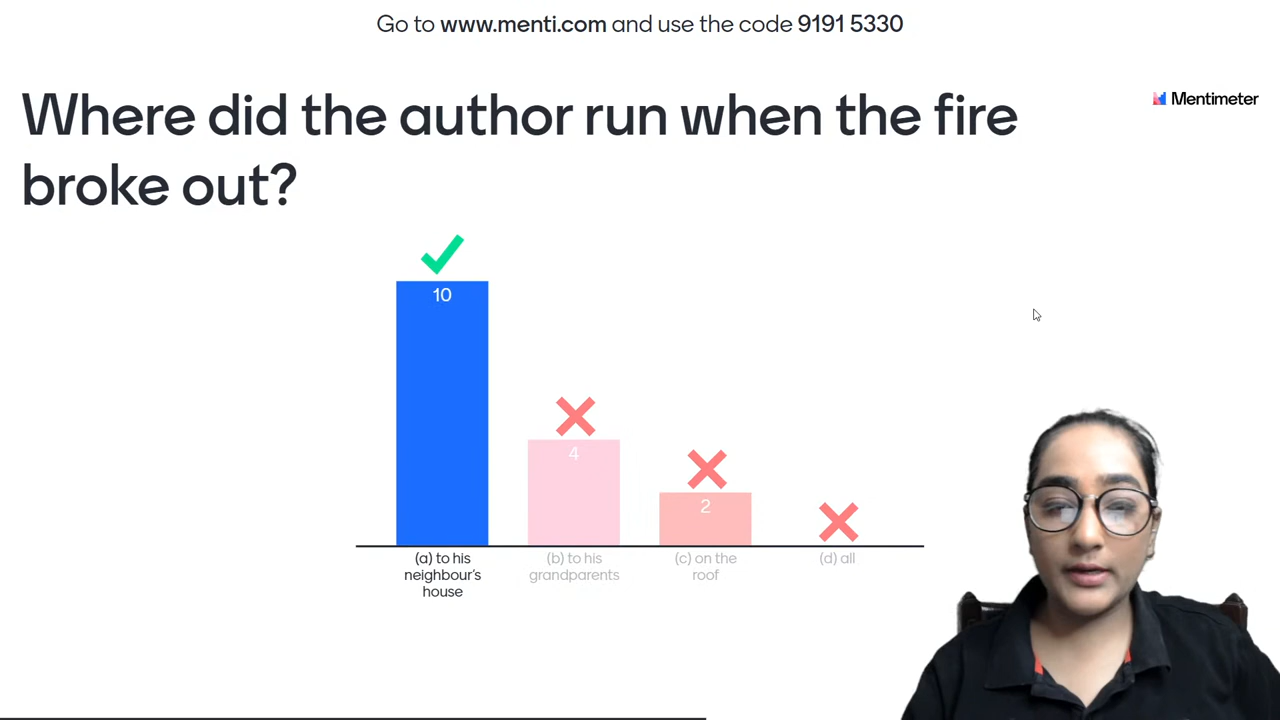 Go to www.menti.com and use the code 9191 5330
Mentimeter
Where did the author run when the fire
broke out?
10
4
2
(a) to his
neighbour's
house
(b) to his
grandparents
(c) on the
roof
(d) all